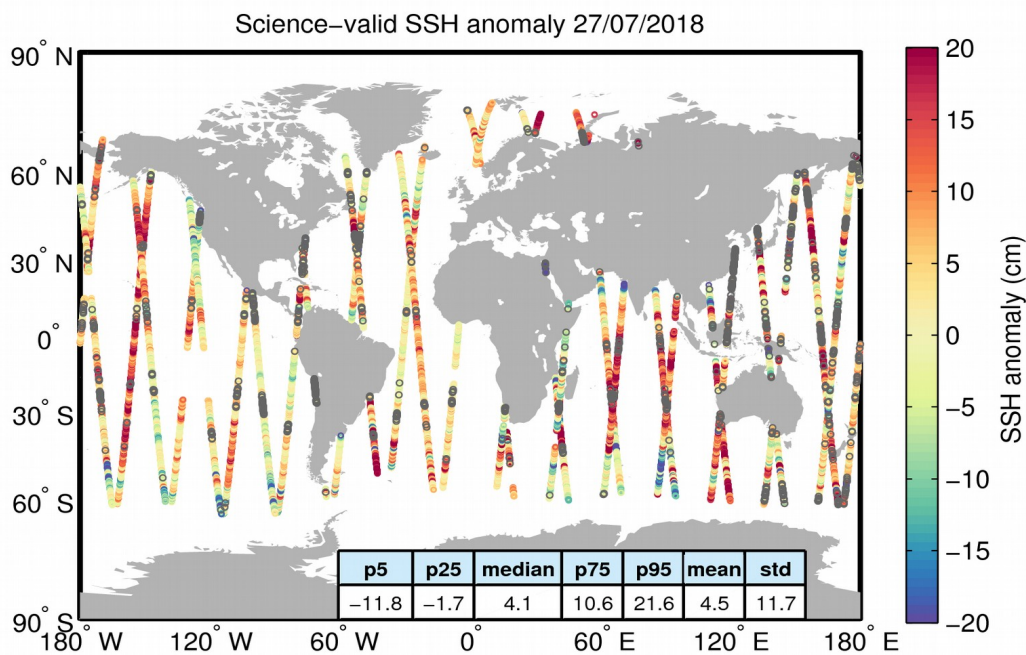 Science−valid SSH anomaly 27/07/2018
90° N
60° N
30° N
0°
30° S
60° S
90° S
180° W
120° W
60° W
0°
60° E
120° E
180° E
p5 p25 median p75 p95 mean std
−11.8 −1.7 4.1 10.6 21.6 4.5 11.7
20
15
10
5
0
−5
−10
−15
−20
SSH anomaly (cm)